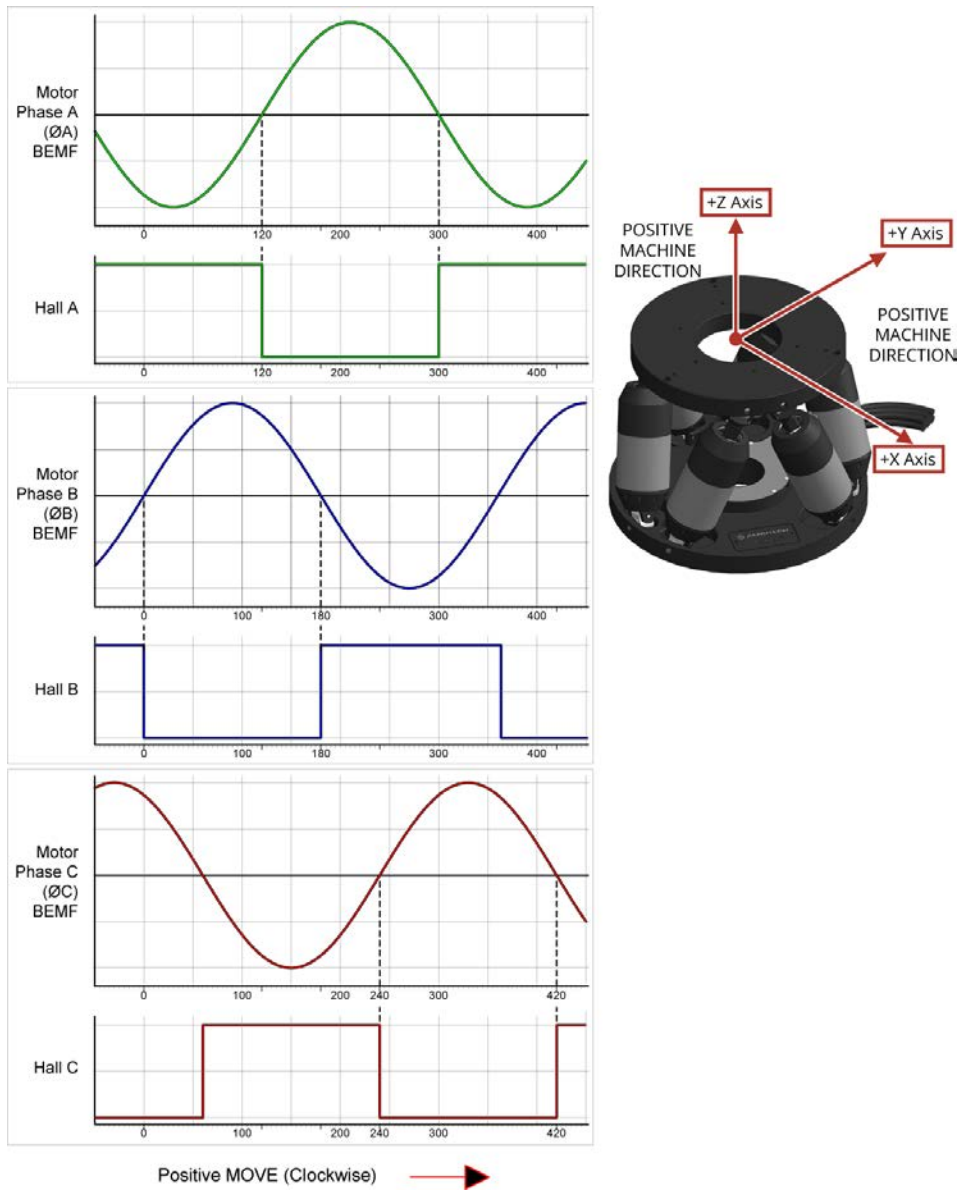 Motor
Phase A
(ØA)
BEMF
0
120
200
300
400
Hall A
0
120
200
300
400
Motor
Phase B
(ØB)
BEMF
0
100
180
300
400
Hall B
0
100
180
300
400
Motor
Phase C
(ØC)
BEMF
0
100
200
240
300
420
Hall C
0
100
200
240
300
420
Positive MOVE (Clockwise)
+Z Axis
POSITIVE
MACHINE
DIRECTION
+Y Axis
POSITIVE
MACHINE
DIRECTION
+X Axis
AEROTECH